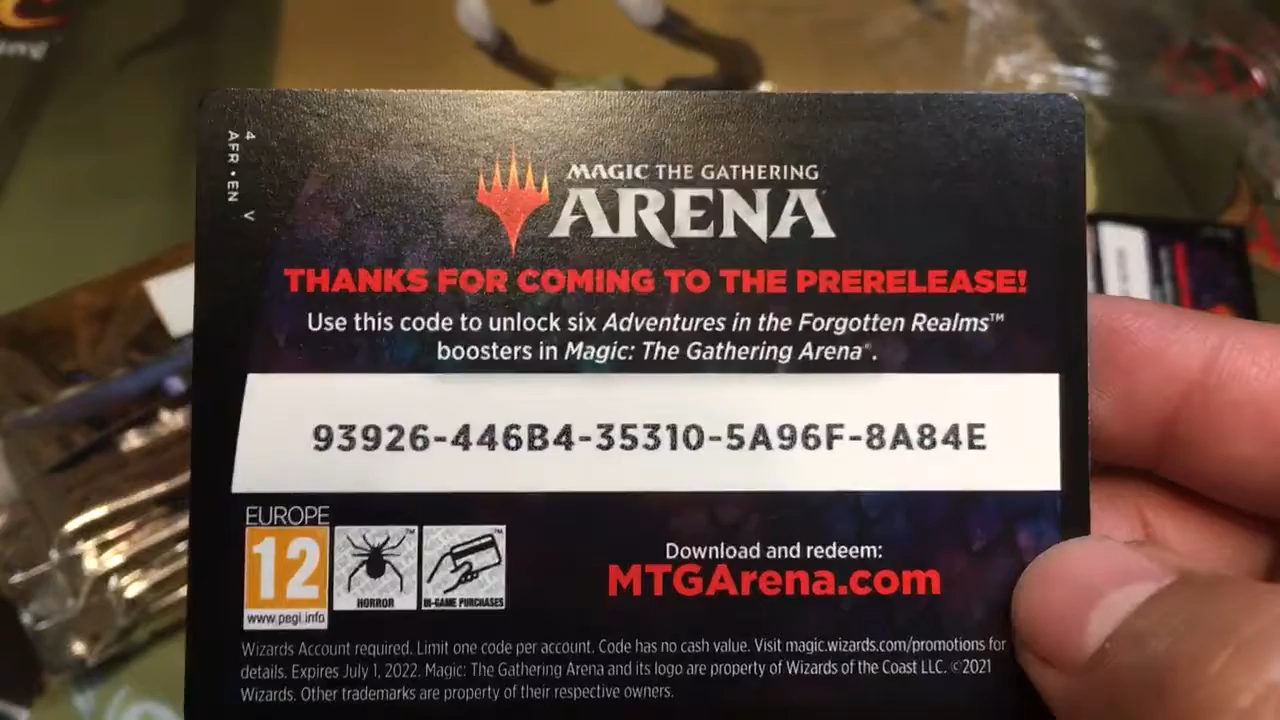 4
AFR • EN
V
MAGIC THE GATHERING
ARENA
THANKS FOR COMING TO THE PRERELEASE!
Use this code to unlock six Adventures in the Forgotten Realms™
boosters in Magic: The Gathering Arena®.
93926-446B4-35310-5A96F-8A84E
EUROPE
12
www.pegi.info
HORROR
IN-GAME PURCHASES
Download and redeem:
MTGArena.com
Wizards Account required. Limit one code per account. Code has no cash value. Visit magic.wizards.com/promotions for
details. Expires July 1, 2022. Magic: The Gathering Arena and its logo are property of Wizards of the Coast LLC. ©2021
Wizards. Other trademarks are property of their respective owners.